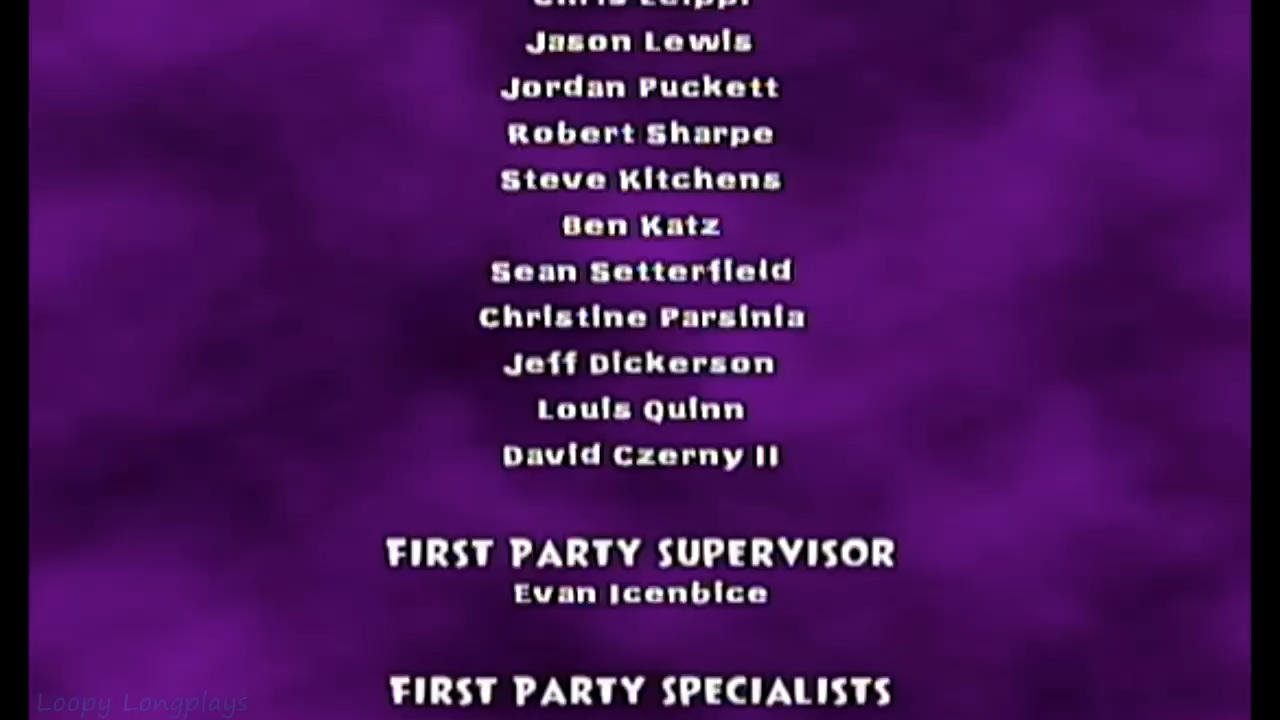 Jason Lewis
Jordan Puckett
Robert Sharpe
Steve Kitchens
Ben Katz
Sean Setterfield
Christine Parsinia
Jeff Dickerson
Louis Quinn
David Czerny II
FIRST PARTY SUPERVISOR
Evan Icenbice
FIRST PARTY SPECIALISTS
Loopy Longplays